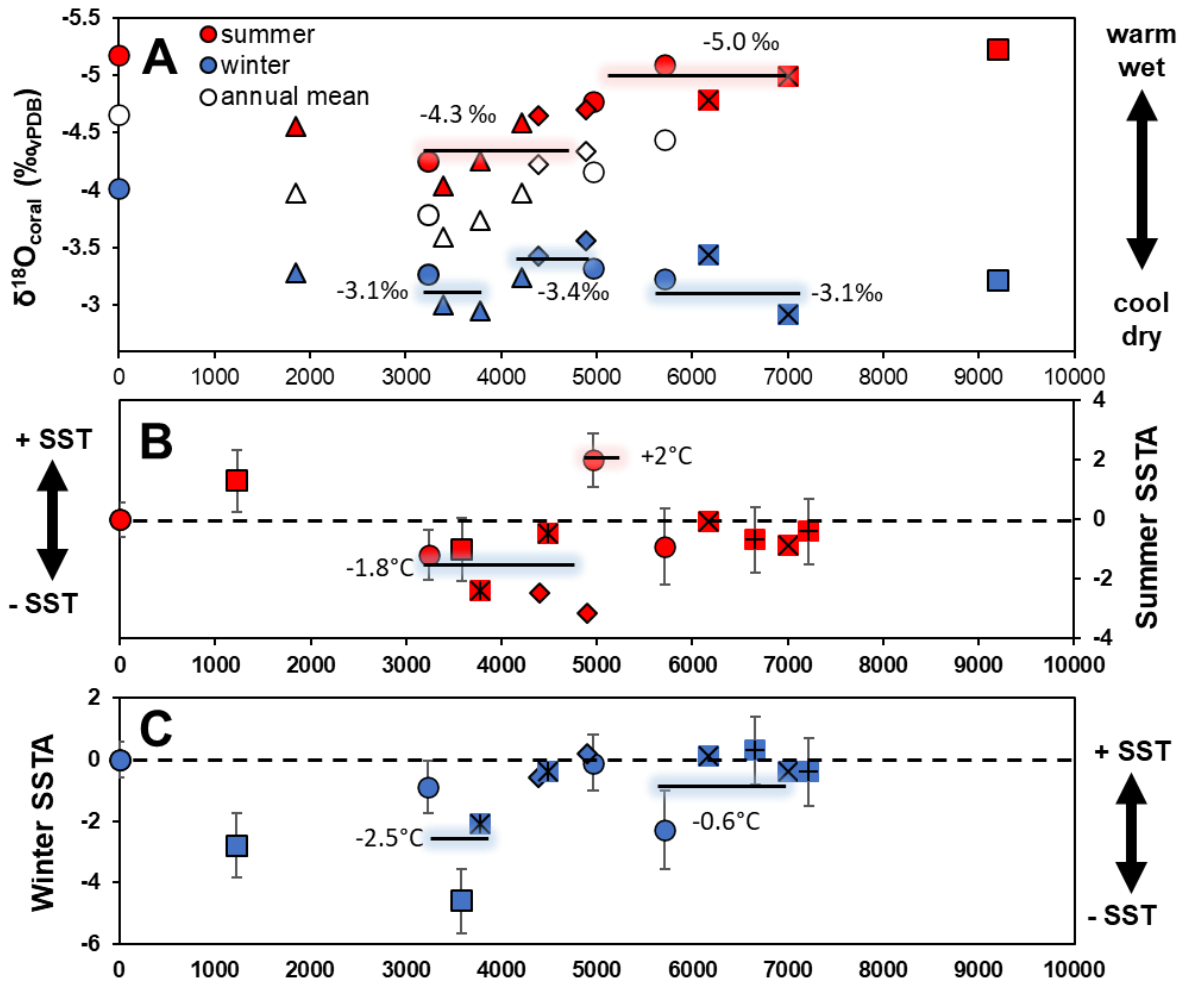 A
summer
winter
annual mean
-5.5
-5
-4.5
-4
-3.5
-3
δ¹⁸O coral (‰vPDB)
-5.0 ‰
-4.3 ‰
-3.1‰
-3.4‰
-3.1‰
warm
wet
cool
dry
0 1000 2000 3000 4000 5000 6000 7000 8000 9000 10000
B
+ SST
- SST
4
2
0
-2
-4
Summer SSTA
+2°C
-1.8°C
0 1000 2000 3000 4000 5000 6000 7000 8000 9000 10000
C
2
0
-2
-4
-6
Winter SSTA
-2.5°C
-0.6°C
+ SST
- SST
0 1000 2000 3000 4000 5000 6000 7000 8000 9000 10000